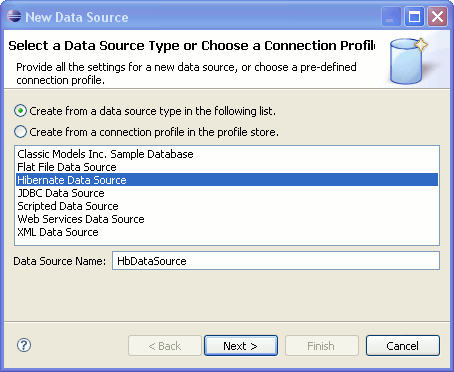 New Data Source
Select a Data Source Type or Choose a Connection Profil
Provide all the settings for a new data source, or choose a pre-defined
connection profile.
Create from a data source type in the following list.
Create from a connection profile in the profile store.
Classic Models Inc. Sample Database
Flat File Data Source
Hibernate Data Source
JDBC Data Source
Scripted Data Source
Web Services Data Source
XML Data Source
Data Source Name: HbDataSource
? < Back Next > Finish Cancel